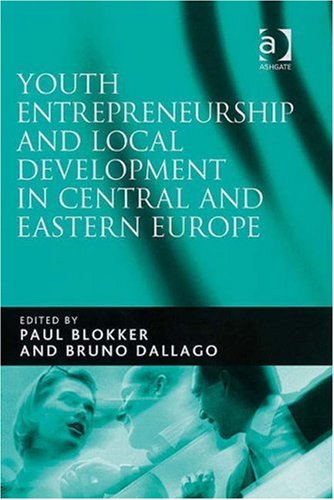 a
ASHGATE
YOUTH
ENTREPRENEURSHIP
AND LOCAL
DEVELOPMENT
IN CENTRAL AND
EASTERN EUROPE
EDITED BY
PAUL BLOKKER
AND BRUNO DALLAGO